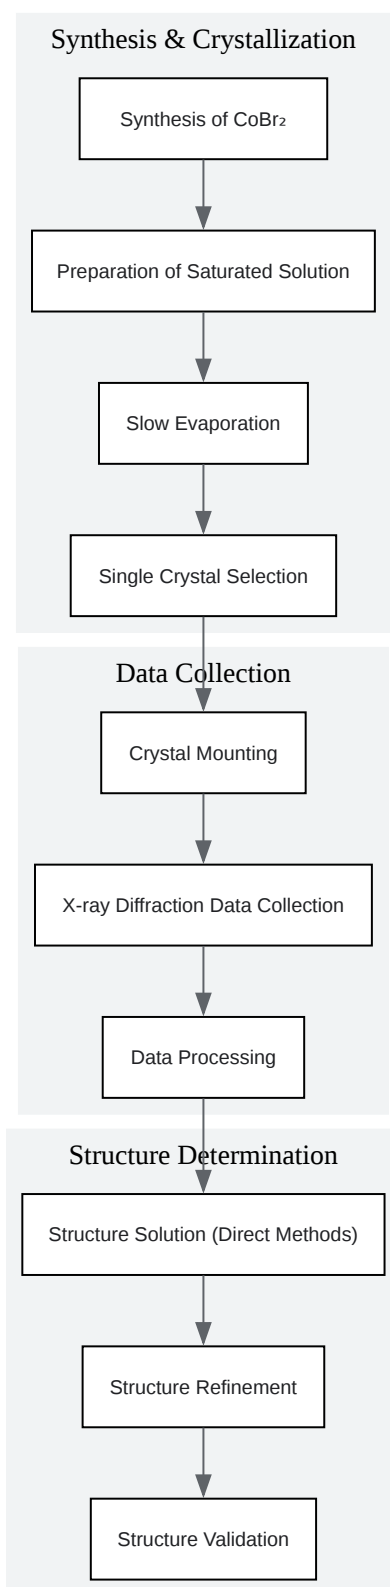 Synthesis & Crystallization
Synthesis of CoBr₂
Preparation of Saturated Solution
Slow Evaporation
Single Crystal Selection
Data Collection
Crystal Mounting
X-ray Diffraction Data Collection
Data Processing
Structure Determination
Structure Solution (Direct Methods)
Structure Refinement
Structure Validation